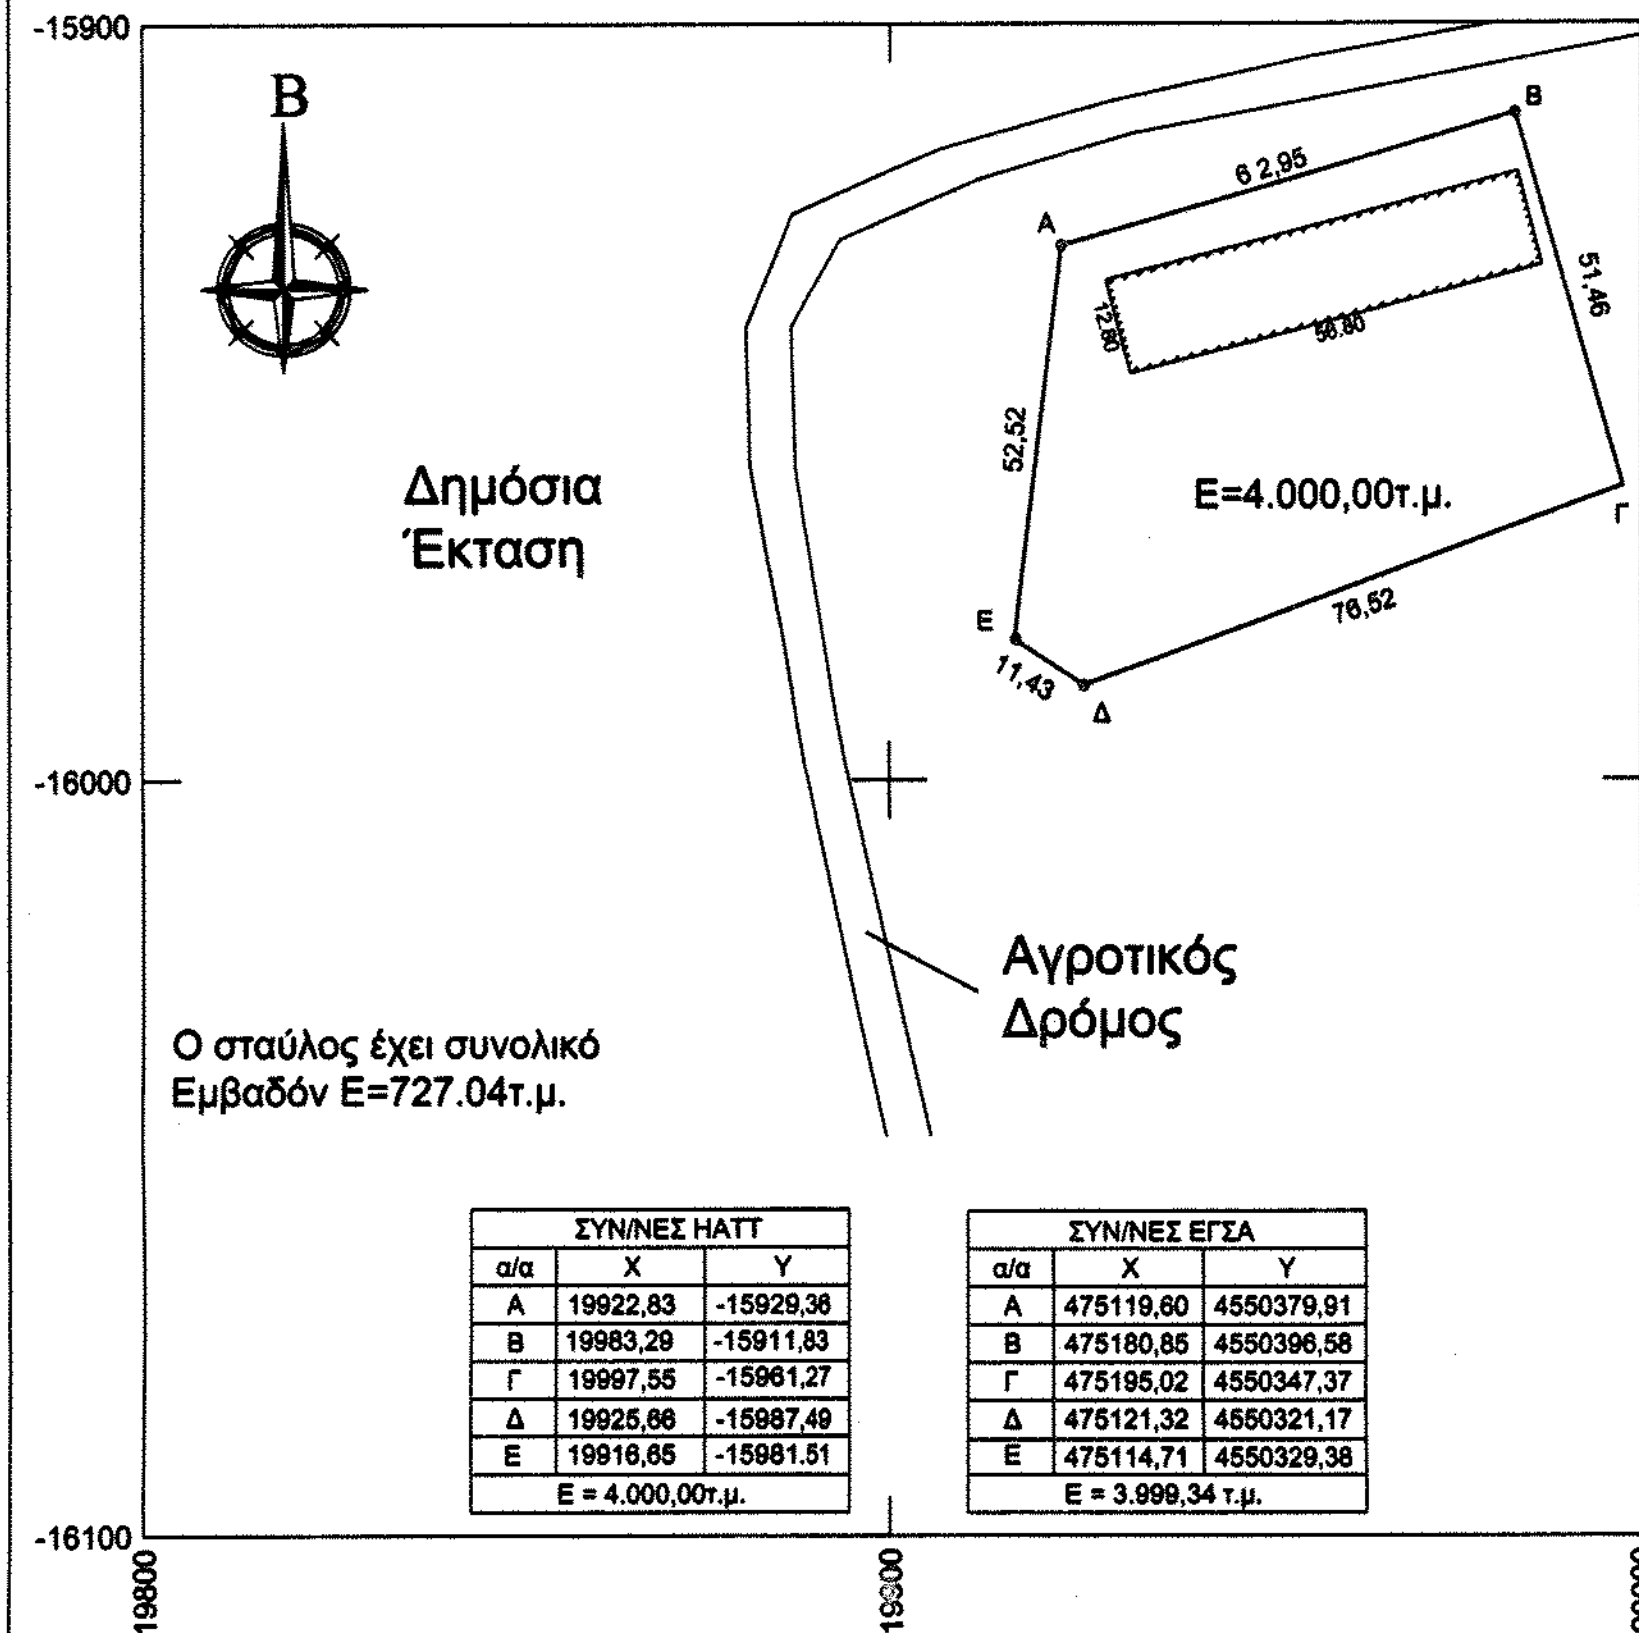 -15900
B
B
6 2,95
A
51,46
12.80
56.80
52,52
Δημόσια
Έκταση
E=4.000,00τ.μ.
Γ
76,52
E
11,43
Δ
-16000
Αγροτικός
Δρόμος
Ο σταύλος έχει συνολικό
Εμβαδόν E=727.04τ.μ.
ΣΥΝ/ΝΕΣ HATT
α/α X Y
A 19922,83 -15929,36
B 19983,29 -15911,83
Γ 19997,55 -15961,27
Δ 19925,66 -15987,49
E 19916,65 -15981.51
E = 4.000,00τ.μ.
ΣΥΝ/ΝΕΣ ΕΓΣΑ
α/α X Y
A 475119,60 4550379,91
B 475180,85 4550396,58
Γ 475195,02 4550347,37
Δ 475121,32 4550321,17
E 475114,71 4550329,38
E = 3.999,34 τ.μ.
-16100
19800
19900